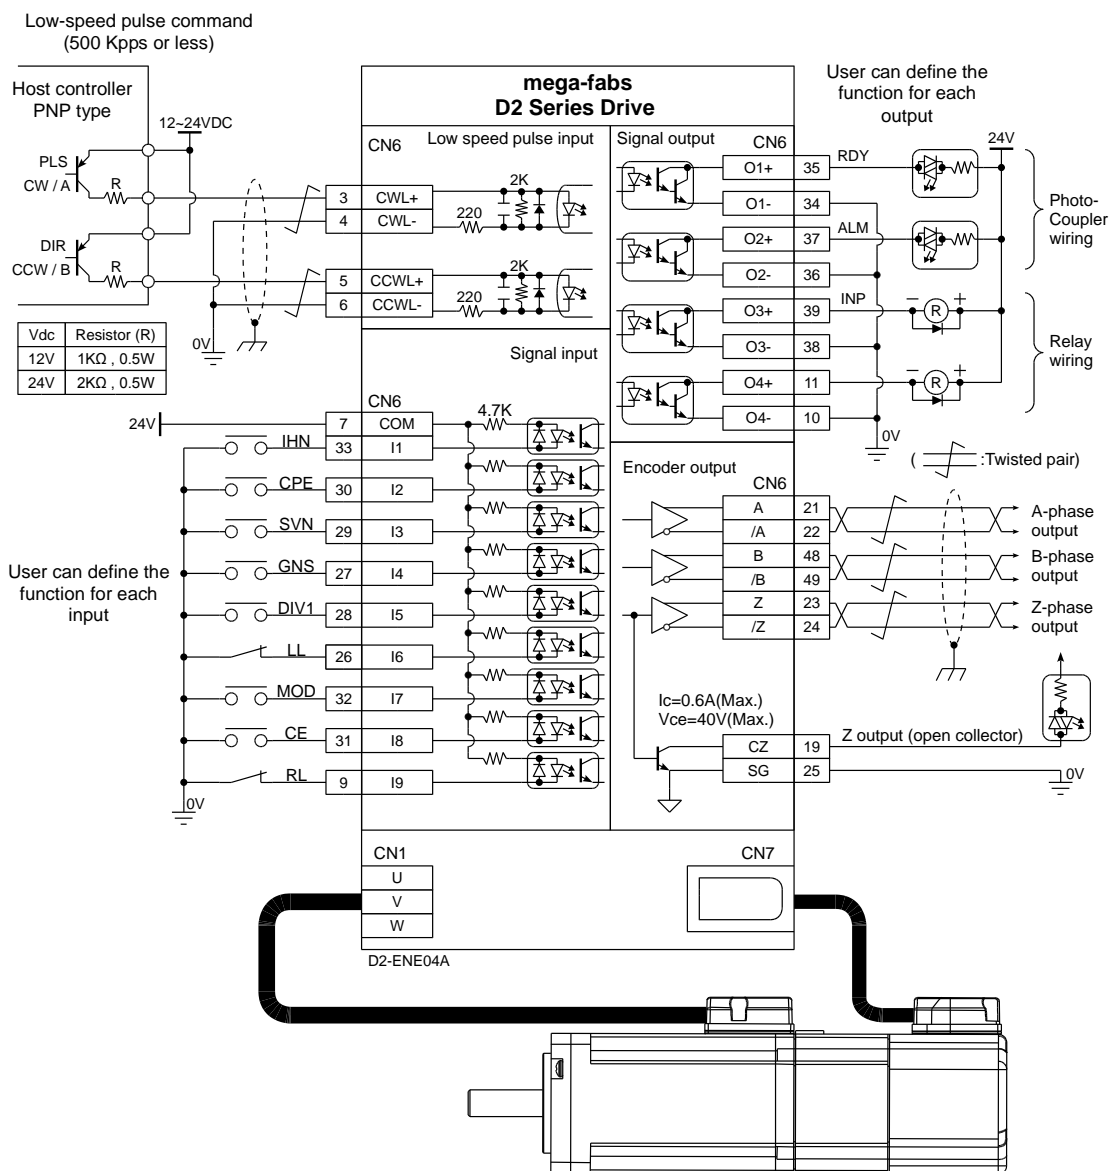 Low-speed pulse command
(500 Kpps or less)
Host controller
PNP type
12~24VDC
PLS
CW / A
R
DIR
CCW / B
R
Vdc Resistor (R)
12V 1KΩ , 0.5W
24V 2KΩ , 0.5W
0V
mega-fabs
D2 Series Drive
CN6 Low speed pulse input
3 CWL+
4 CWL-
220
2K
5 CCWL+
6 CCWL-
220
2K
Signal input
CN6
24V 7 COM 4.7K
IHN 33 I1
CPE 30 I2
SVN 29 I3
GNS 27 I4
DIV1 28 I5
LL 26 I6
MOD 32 I7
CE 31 I8
RL 9 I9
0V
User can define the
function for each
input
Signal output CN6
O1+ 35 RDY
O1- 34
O2+ 37 ALM
O2- 36
O3+ 39 INP
O3- 38
O4+ 11
O4- 10
User can define the
function for each
output
24V
Photo-
Coupler
wiring
− R +
− R +
Relay
wiring
0V
( :Twisted pair)
Encoder output
CN6
A 21
/A 22
B 48
/B 49
Z 23
/Z 24
A-phase
output
B-phase
output
Z-phase
output
Ic=0.6A(Max.)
Vce=40V(Max.)
CZ 19 Z output (open collector)
SG 25
0V
CN1
U
V
W
CN7
D2-ENE04A